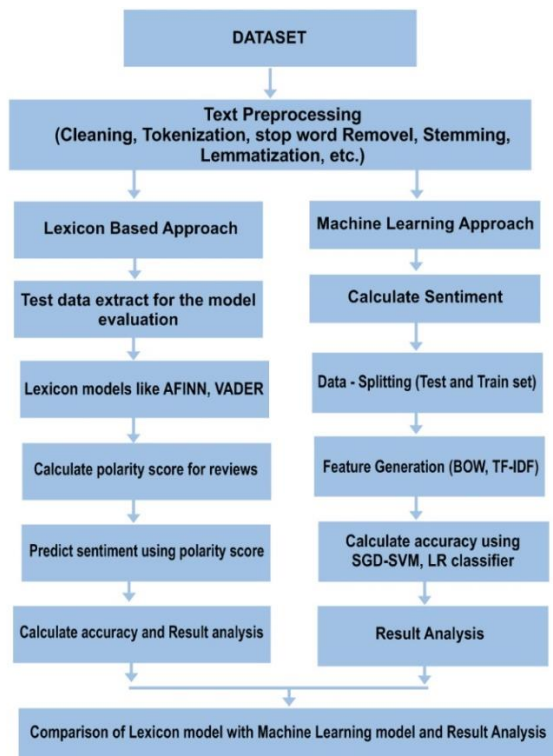 DATASET
Text Preprocessing
(Cleaning, Tokenization, stop word Removel, Stemming,
Lemmatization, etc.)
Lexicon Based Approach
Test data extract for the model
evaluation
Lexicon models like AFINN, VADER
Calculate polarity score for reviews
Predict sentiment using polarity score
Calculate accuracy and Result analysis
Machine Learning Approach
Calculate Sentiment
Data - Splitting (Test and Train set)
Feature Generation (BOW, TF-IDF)
Calculate accuracy using
SGD-SVM, LR classifier
Result Analysis
Comparison of Lexicon model with Machine Learning model and Result Analysis